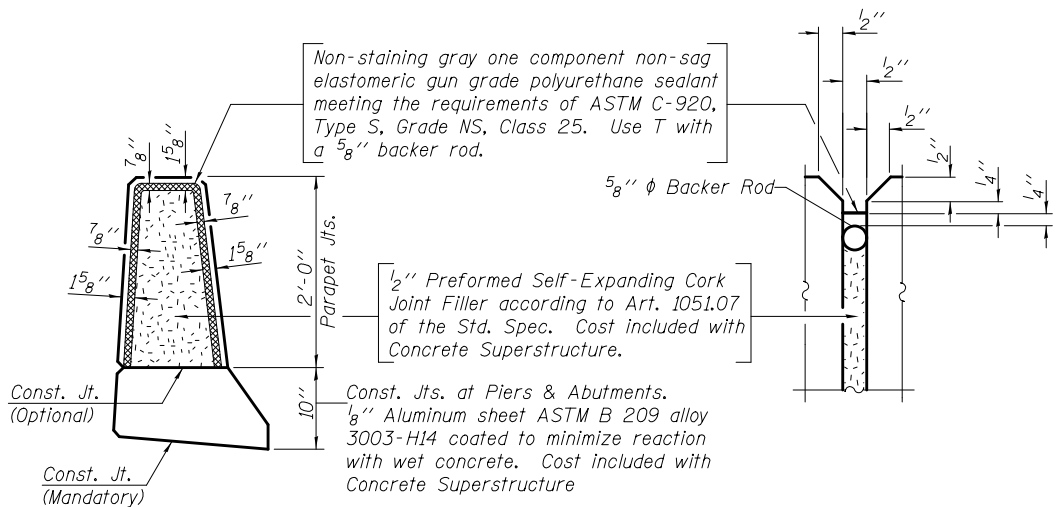 Non-staining gray one component non-sag
elastomeric gun grade polyurethane sealant
meeting the requirements of ASTM C-920,
Type S, Grade NS, Class 25. Use T with
a 5/8" backer rod.
1/2"
1/2"
1/2"
1/2"
1/4"
1/4"
5/8" ϕ Backer Rod
7/8"
1 5/8"
7/8"
7/8"
1 5/8"
1 5/8"
2'-0"
Parapet Jts.
1/2" Preformed Self-Expanding Cork
Joint Filler according to Art. 1051.07
of the Std. Spec. Cost included with
Concrete Superstructure.
Const. Jt.
(Optional)
10"
Const. Jts. at Piers & Abutments.
1/8" Aluminum sheet ASTM B 209 alloy
3003-H14 coated to minimize reaction
with wet concrete. Cost included with
Concrete Superstructure
Const. Jt.
(Mandatory)